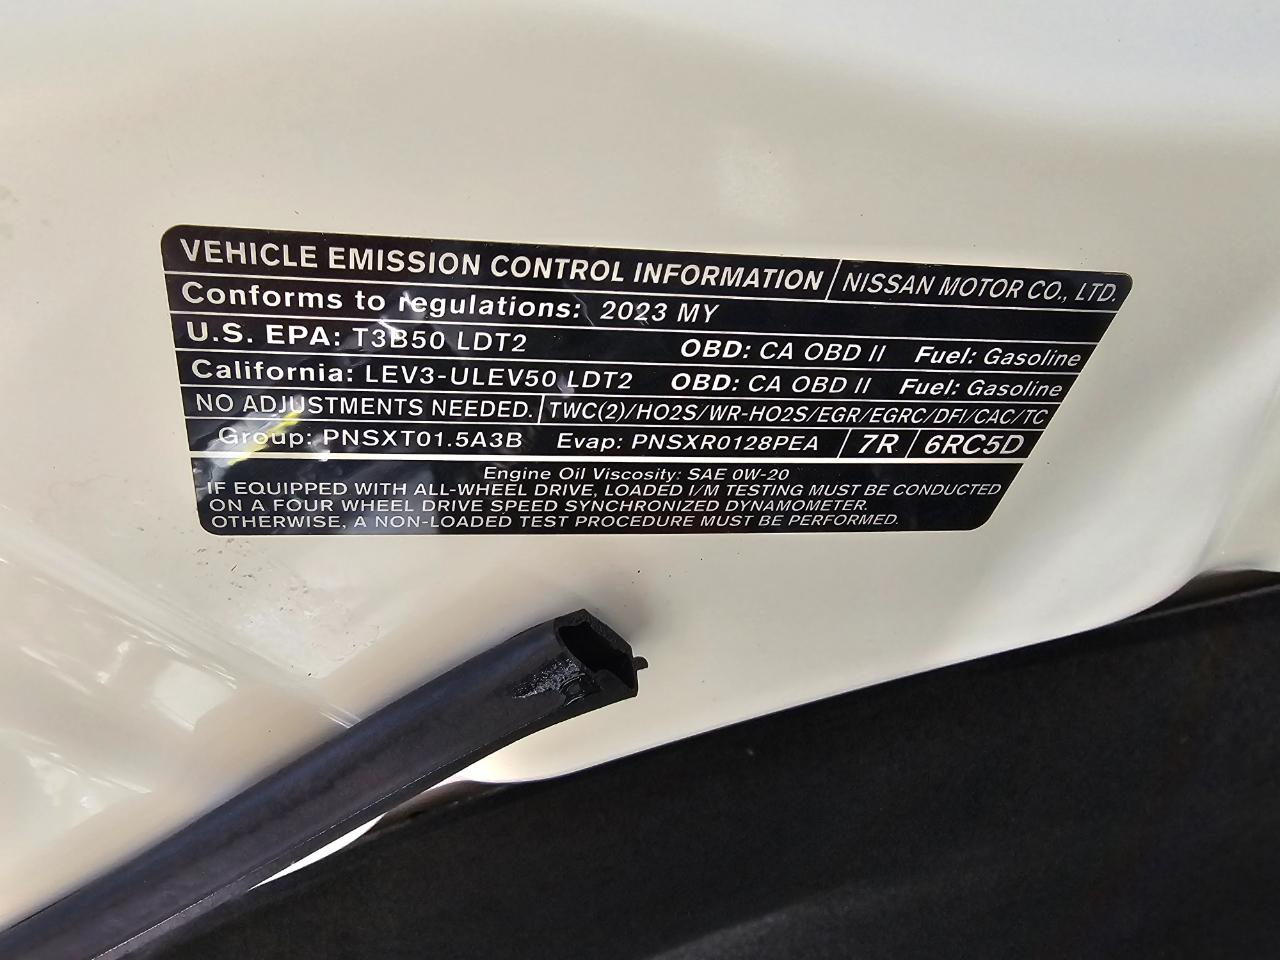 VEHICLE EMISSION CONTROL INFORMATION NISSAN MOTOR CO., LTD.
Conforms to regulations: 2023 MY
U.S. EPA: T3B50 LDT2 OBD: CA OBD II Fuel: Gasoline
California: LEV3-ULEV50 LDT2 OBD: CA OBD II Fuel: Gasoline
NO ADJUSTMENTS NEEDED. TWC(2)/HO2S/WR-HO2S/EGR/EGRC/DFI/CAC/TC
Group: PNSXT01.5A3B Evap: PNSXR0128PEA 7R 6RC5D
Engine Oil Viscosity: SAE 0W-20
IF EQUIPPED WITH ALL-WHEEL DRIVE, LOADED I/M TESTING MUST BE CONDUCTED
ON A FOUR WHEEL DRIVE SPEED SYNCHRONIZED DYNAMOMETER.
OTHERWISE, A NON-LOADED TEST PROCEDURE MUST BE PERFORMED.